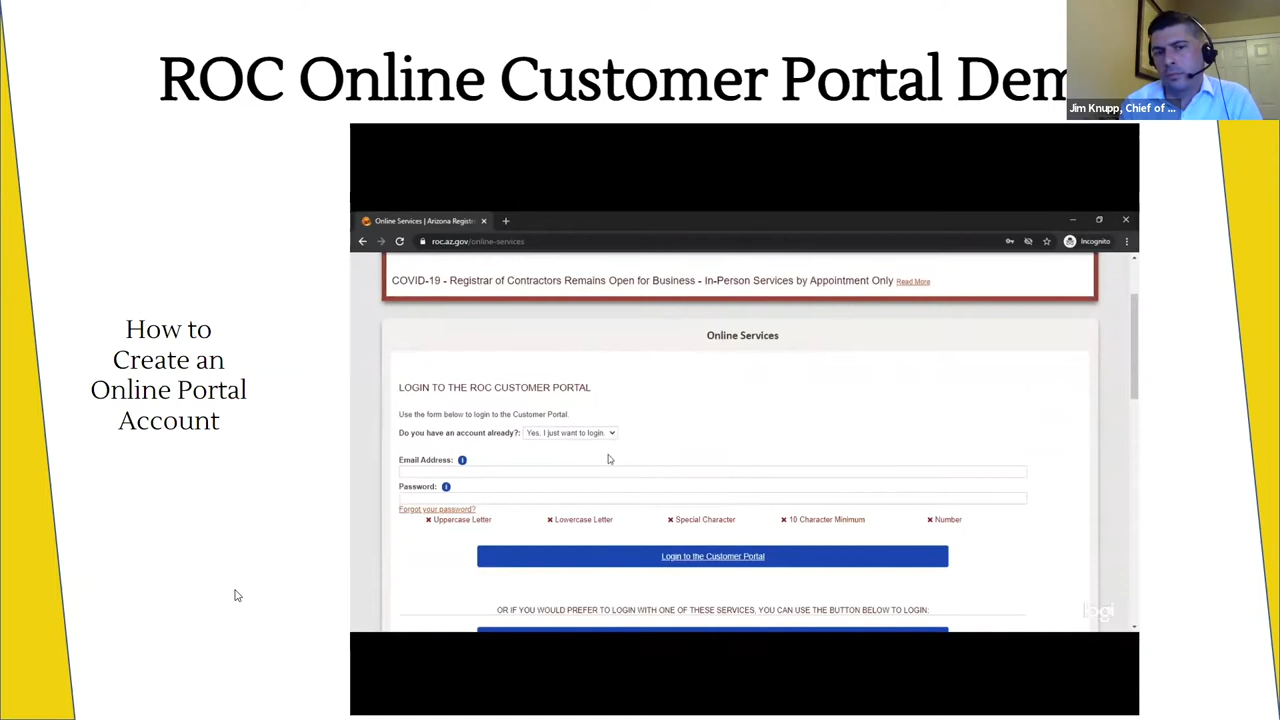 ROC Online Customer Portal Dem
Jim Knupp, Chief of ...
How to
Create an
Online Portal
Account
Online Services | Arizona Registr
roc.az.gov/online-services
Incognito
COVID-19 - Registrar of Contractors Remains Open for Business - In-Person Services by Appointment Only Read More
Online Services
LOGIN TO THE ROC CUSTOMER PORTAL
Use the form below to login to the Customer Portal.
Do you have an account already?: Yes, I just want to login.
Email Address: i
Password: i
Forgot your password?
✖ Uppercase Letter ✖ Lowercase Letter ✖ Special Character ✖ 10 Character Minimum ✖ Number
Login to the Customer Portal
OR IF YOU WOULD PREFER TO LOGIN WITH ONE OF THESE SERVICES, YOU CAN USE THE BUTTON BELOW TO LOGIN:
logi